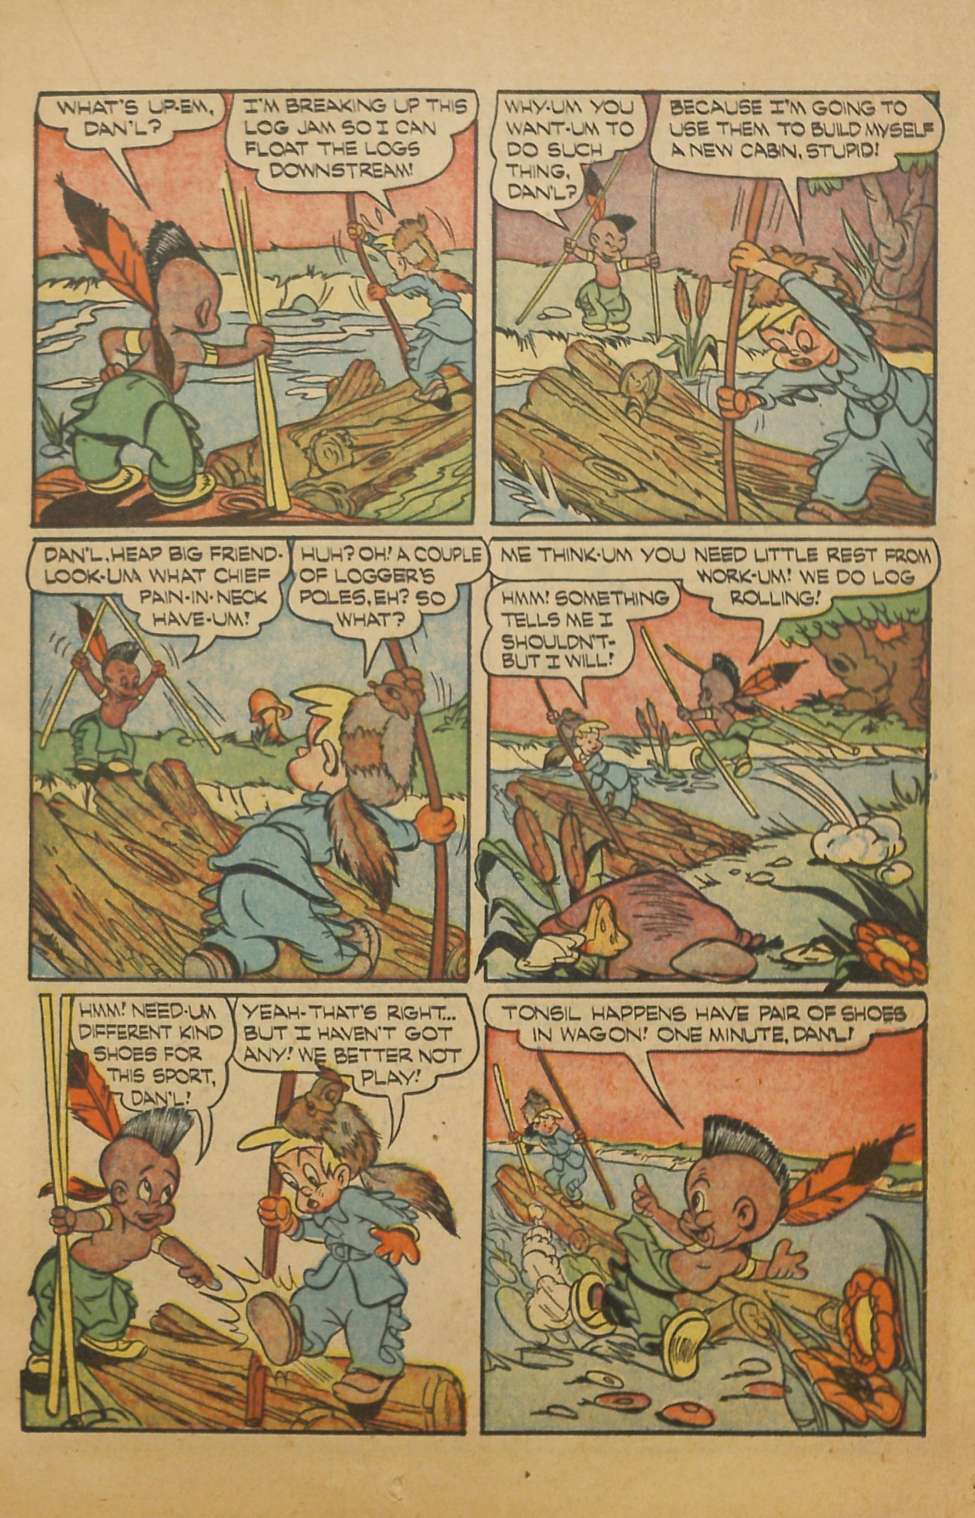 WHAT'S UP-EM,
DAN'L?
I'M BREAKING UP THIS
LOG JAM SO I CAN
FLOAT THE LOGS
DOWNSTREAM!
WHY-UM YOU
WANT-UM TO
DO SUCH
THING,
DAN'L?
BECAUSE I'M GOING TO
USE THEM TO BUILD MYSELF
A NEW CABIN, STUPID!
DAN'L, HEAP BIG FRIEND-
LOOK-UM WHAT CHIEF
PAIN-IN-NECK
HAVE-UM!
HUH? OH! A COUPLE
OF LOGGER'S
POLES, EH? SO
WHAT?
ME THINK-UM YOU NEED LITTLE REST FROM
WORK-UM! WE DO LOG
ROLLING!
HMM! SOMETHING
TELLS ME I
SHOULDN'T-
BUT I WILL!
HMM! NEED-UM
DIFFERENT KIND
SHOES FOR
THIS SPORT,
DAN'L!
YEAH-THAT'S RIGHT...
BUT I HAVEN'T GOT
ANY! WE BETTER NOT
PLAY!
TONSIL HAPPENS HAVE PAIR OF SHOES
IN WAGON! ONE MINUTE, DAN'L!